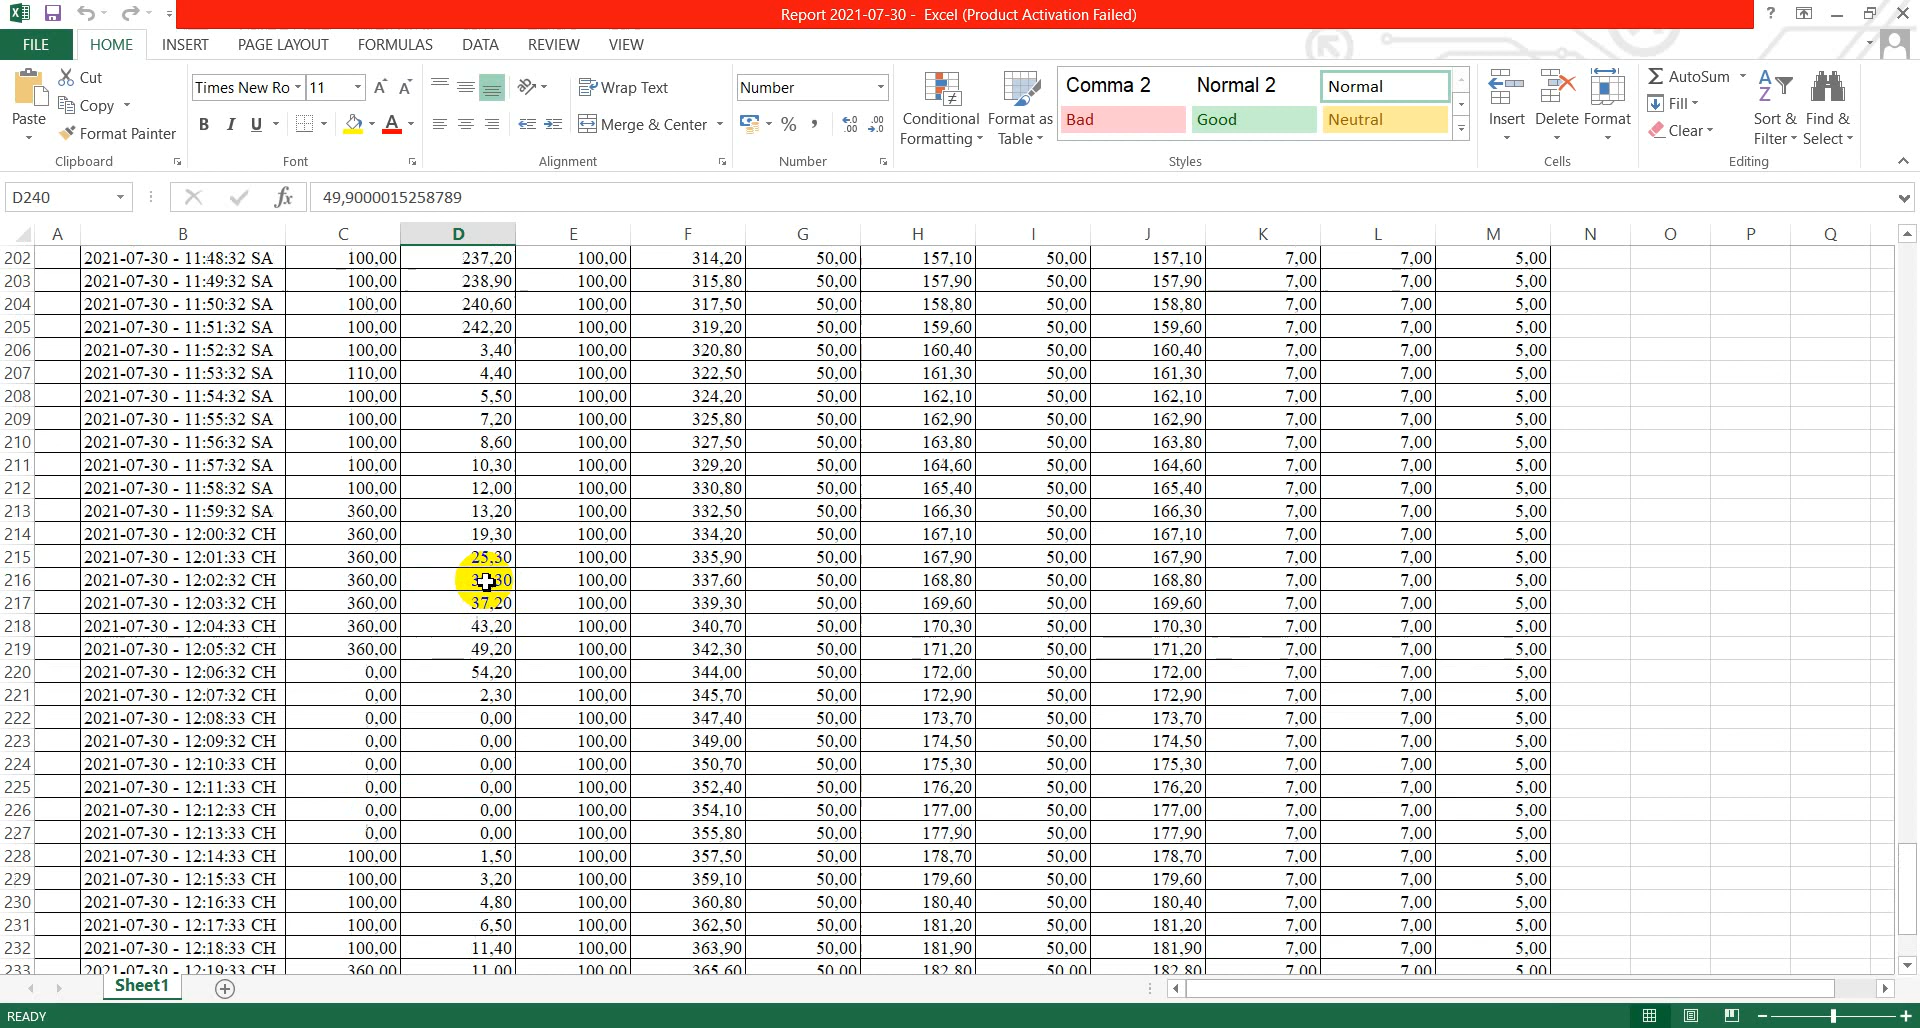 Report 2021-07-30 - Excel (Product Activation Failed)
FILE HOME INSERT PAGE LAYOUT FORMULAS DATA REVIEW VIEW
Paste
Cut
Copy
Format Painter
Clipboard
Times New Ro 11
B I U
Font
Wrap Text
Merge & Center
Alignment
Number
%
Number
Conditional Formatting
Format as Table
Comma 2 Normal 2 Normal
Bad Good Neutral
Styles
Insert Delete Format
Cells
AutoSum
Fill
Clear
Sort & Filter
Find & Select
Editing
D240 fx 49,9000015258789
A B C D E F G H I J K L M N O P Q
202 2021-07-30 - 11:48:32 SA 100,00 237,20 100,00 314,20 50,00 157,10 50,00 157,10 7,00 7,00 5,00
203 2021-07-30 - 11:49:32 SA 100,00 238,90 100,00 315,80 50,00 157,90 50,00 157,90 7,00 7,00 5,00
204 2021-07-30 - 11:50:32 SA 100,00 240,60 100,00 317,50 50,00 158,80 50,00 158,80 7,00 7,00 5,00
205 2021-07-30 - 11:51:32 SA 100,00 242,20 100,00 319,20 50,00 159,60 50,00 159,60 7,00 7,00 5,00
206 2021-07-30 - 11:52:32 SA 100,00 3,40 100,00 320,80 50,00 160,40 50,00 160,40 7,00 7,00 5,00
207 2021-07-30 - 11:53:32 SA 110,00 4,40 100,00 322,50 50,00 161,30 50,00 161,30 7,00 7,00 5,00
208 2021-07-30 - 11:54:32 SA 100,00 5,50 100,00 324,20 50,00 162,10 50,00 162,10 7,00 7,00 5,00
209 2021-07-30 - 11:55:32 SA 100,00 7,20 100,00 325,80 50,00 162,90 50,00 162,90 7,00 7,00 5,00
210 2021-07-30 - 11:56:32 SA 100,00 8,60 100,00 327,50 50,00 163,80 50,00 163,80 7,00 7,00 5,00
211 2021-07-30 - 11:57:32 SA 100,00 10,30 100,00 329,20 50,00 164,60 50,00 164,60 7,00 7,00 5,00
212 2021-07-30 - 11:58:32 SA 100,00 12,00 100,00 330,80 50,00 165,40 50,00 165,40 7,00 7,00 5,00
213 2021-07-30 - 11:59:32 SA 360,00 13,20 100,00 332,50 50,00 166,30 50,00 166,30 7,00 7,00 5,00
214 2021-07-30 - 12:00:32 CH 360,00 19,30 100,00 334,20 50,00 167,10 50,00 167,10 7,00 7,00 5,00
215 2021-07-30 - 12:01:33 CH 360,00 25,30 100,00 335,90 50,00 167,90 50,00 167,90 7,00 7,00 5,00
216 2021-07-30 - 12:02:32 CH 360,00 100,00 337,60 50,00 168,80 50,00 168,80 7,00 7,00 5,00
217 2021-07-30 - 12:03:32 CH 360,00 37,20 100,00 339,30 50,00 169,60 50,00 169,60 7,00 7,00 5,00
218 2021-07-30 - 12:04:33 CH 360,00 43,20 100,00 340,70 50,00 170,30 50,00 170,30 7,00 7,00 5,00
219 2021-07-30 - 12:05:32 CH 360,00 49,20 100,00 342,30 50,00 171,20 50,00 171,20 7,00 7,00 5,00
220 2021-07-30 - 12:06:32 CH 0,00 54,20 100,00 344,00 50,00 172,00 50,00 172,00 7,00 7,00 5,00
221 2021-07-30 - 12:07:32 CH 0,00 2,30 100,00 345,70 50,00 172,90 50,00 172,90 7,00 7,00 5,00
222 2021-07-30 - 12:08:33 CH 0,00 0,00 100,00 347,40 50,00 173,70 50,00 173,70 7,00 7,00 5,00
223 2021-07-30 - 12:09:32 CH 0,00 0,00 100,00 349,00 50,00 174,50 50,00 174,50 7,00 7,00 5,00
224 2021-07-30 - 12:10:33 CH 0,00 0,00 100,00 350,70 50,00 175,30 50,00 175,30 7,00 7,00 5,00
225 2021-07-30 - 12:11:33 CH 0,00 0,00 100,00 352,40 50,00 176,20 50,00 176,20 7,00 7,00 5,00
226 2021-07-30 - 12:12:33 CH 0,00 0,00 100,00 354,10 50,00 177,00 50,00 177,00 7,00 7,00 5,00
227 2021-07-30 - 12:13:33 CH 0,00 0,00 100,00 355,80 50,00 177,90 50,00 177,90 7,00 7,00 5,00
228 2021-07-30 - 12:14:33 CH 100,00 1,50 100,00 357,50 50,00 178,70 50,00 178,70 7,00 7,00 5,00
229 2021-07-30 - 12:15:33 CH 100,00 3,20 100,00 359,10 50,00 179,60 50,00 179,60 7,00 7,00 5,00
230 2021-07-30 - 12:16:33 CH 100,00 4,80 100,00 360,80 50,00 180,40 50,00 180,40 7,00 7,00 5,00
231 2021-07-30 - 12:17:33 CH 100,00 6,50 100,00 362,50 50,00 181,20 50,00 181,20 7,00 7,00 5,00
232 2021-07-30 - 12:18:33 CH 100,00 11,40 100,00 363,90 50,00 181,90 50,00 181,90 7,00 7,00 5,00
233 2021-07-30 - 12:19:33 CH 360,00 11,00 100,00 365,60 50,00 182,80 50,00 182,80 7,00 7,00 5,00
Sheet1
READY